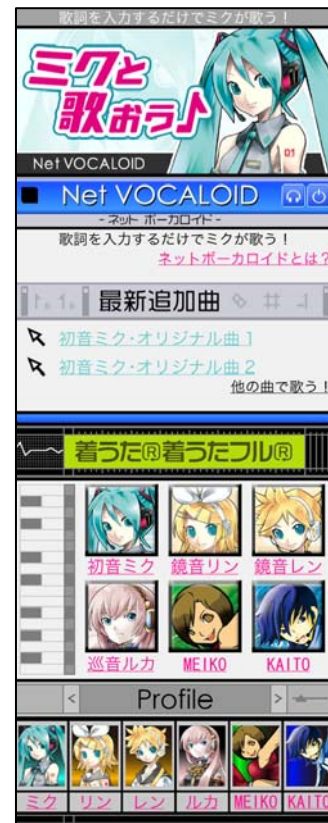 歌詞を入力するだけでミクが歌う！
ミクと
歌おう♪
01
Net VOCALOID
Net VOCALOID
- ネット ボーカロイド -
歌詞を入力するだけでミクが歌う！
ネットボーカロイドとは？
最新追加曲
初音ミク・オリジナル曲 1
初音ミク・オリジナル曲 2
他の曲で歌う！
着うた®着うたフル®
初音ミク 鏡音リン 鏡音レン
巡音ルカ MEIKO KAITO
< Profile >
ミク リン レン ルカ MEIKO KAITO